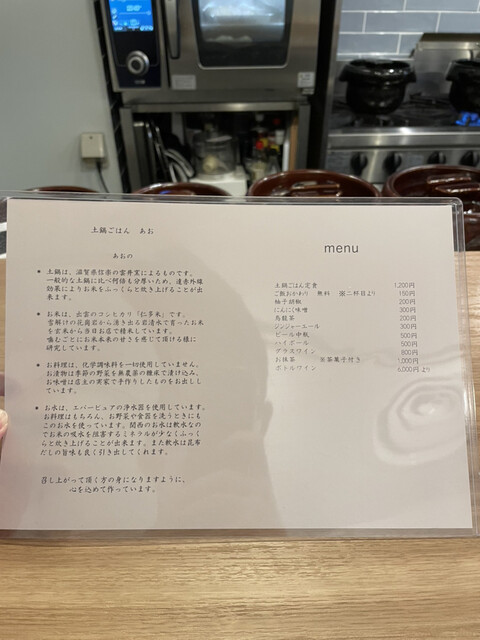 土鍋ごはん　あお
あおの
● 土鍋は、滋賀県信楽の雲井窯によるものです。
一般的な土鍋に比べ何倍も分厚いため、遠赤外線
効果によりお米をふっくらと炊き上げることが出
来ます。
● お米は、出雲のコシヒカリ「仁多米」です。
雪解けの花崗岩から湧き出る岩清水で育ったお米
を玄米から当日お店で精米しています。
噛むごとにお米本来の甘さを感じて頂ける様に
研究しています。
● お料理は、化学調味料を一切使用していません。
お漬物は季節の野菜を無農薬の糠床で漬け込み、
お味噌は店主の実家で手作りしたものをお出しし
ています。
● お水は、エバーピュアの浄水器を使用しています。
お料理はもちろん、お野菜や食器を洗うときにも
このお水を使っています。関西のお水は軟水なの
でお米の吸水を阻害するミネラルが少なくふっく
らと炊き上げることが出来ます。また軟水は昆布
だしの旨味も良く引き出してくれます。
召し上がって頂く方の身になりますように、
心を込めて作っています。
menu
土鍋ごはん定食 1,200円
ご飯おかわり　無料　※二杯目より 150円
柚子胡椒 200円
にんにく味噌 300円
烏龍茶 200円
ジンジャーエール 300円
ビール中瓶 500円
ハイボール 500円
グラスワイン 800円
お抹茶　　※茶菓子付き 1,000円
ボトルワイン 6,000円より